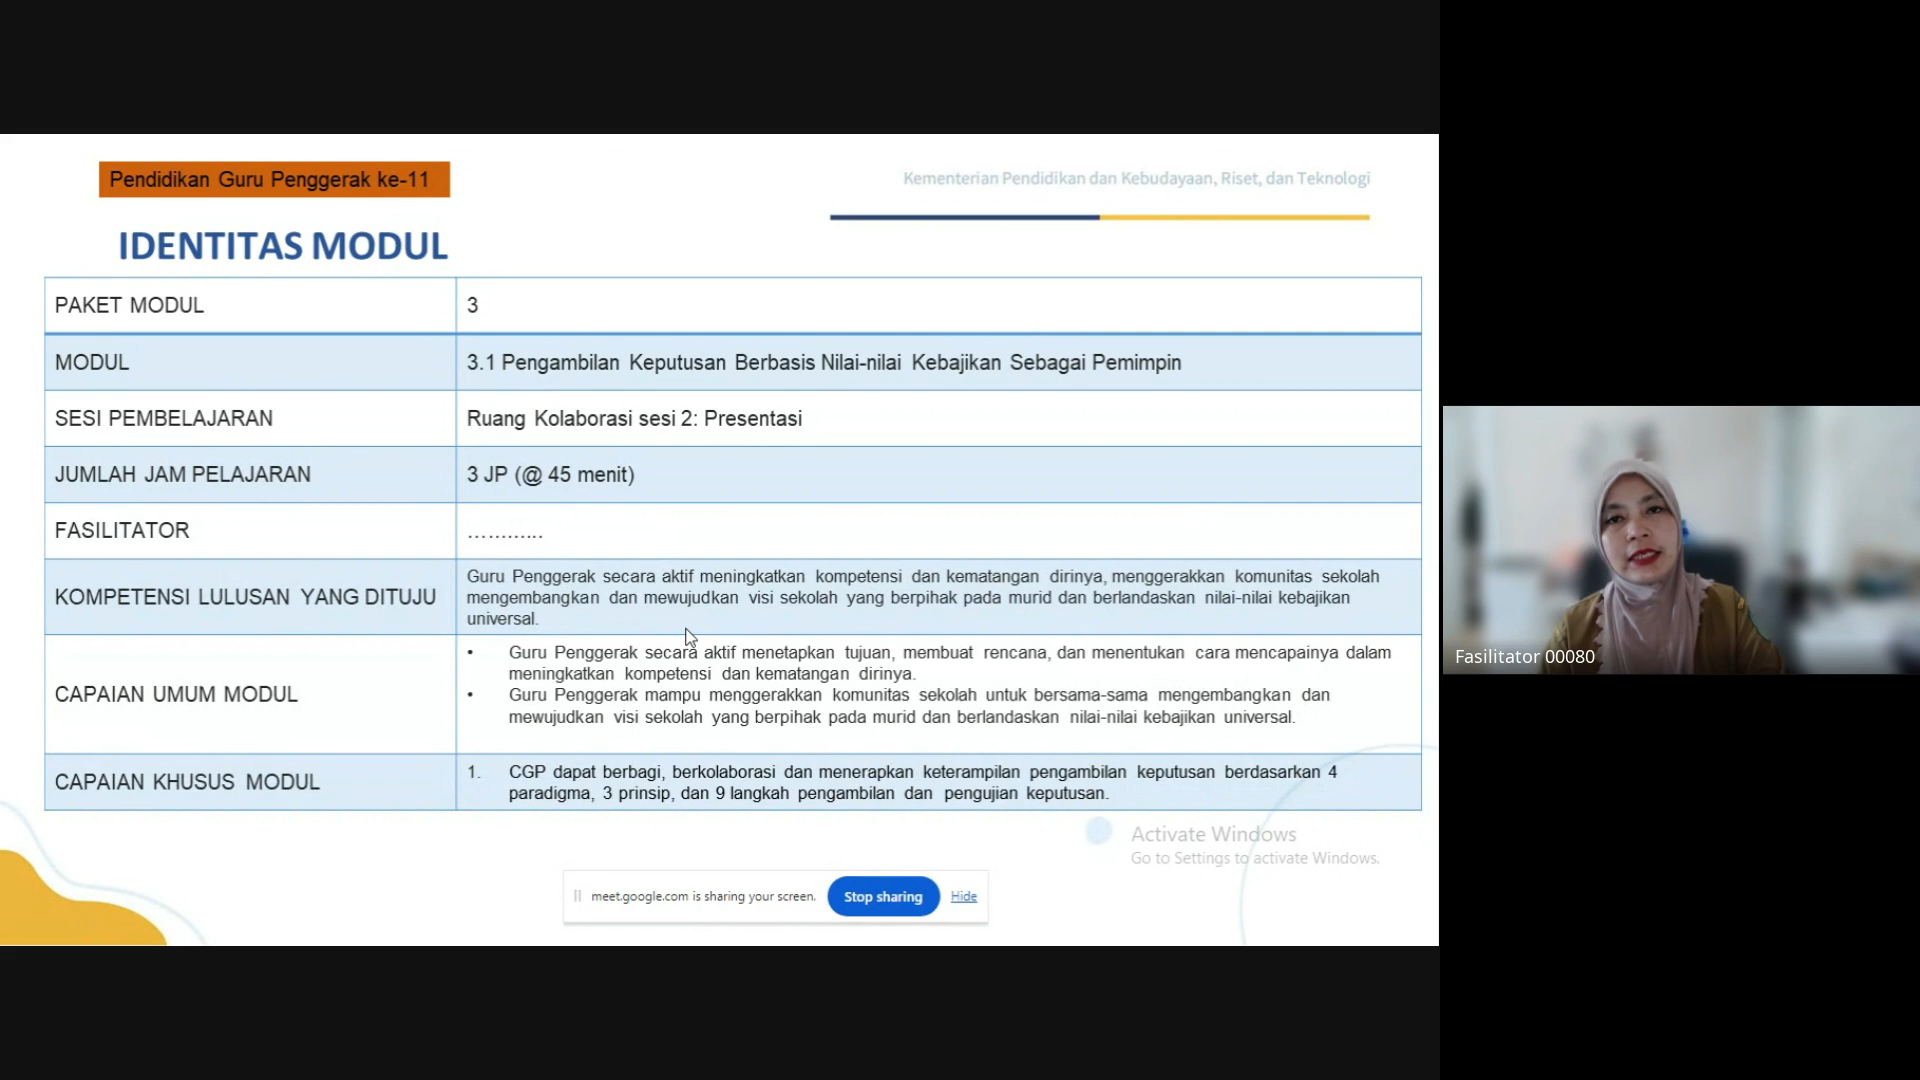 Pendidikan Guru Penggerak ke-11
Kementerian Pendidikan dan Kebudayaan, Riset, dan Teknologi
IDENTITAS MODUL
PAKET MODUL
3
MODUL
3.1 Pengambilan Keputusan Berbasis Nilai-nilai Kebajikan Sebagai Pemimpin
SESI PEMBELAJARAN
Ruang Kolaborasi sesi 2: Presentasi
JUMLAH JAM PELAJARAN
3 JP (@ 45 menit)
FASILITATOR
………..
KOMPETENSI LULUSAN YANG DITUJU
Guru Penggerak secara aktif meningkatkan kompetensi dan kematangan dirinya, menggerakkan komunitas sekolah
mengembangkan dan mewujudkan visi sekolah yang berpihak pada murid dan berlandaskan nilai-nilai kebajikan
universal.
CAPAIAN UMUM MODUL
• Guru Penggerak secara aktif menetapkan tujuan, membuat rencana, dan menentukan cara mencapainya dalam
meningkatkan kompetensi dan kematangan dirinya.
• Guru Penggerak mampu menggerakkan komunitas sekolah untuk bersama-sama mengembangkan dan
mewujudkan visi sekolah yang berpihak pada murid dan berlandaskan nilai-nilai kebajikan universal.
CAPAIAN KHUSUS MODUL
1. CGP dapat berbagi, berkolaborasi dan menerapkan keterampilan pengambilan keputusan berdasarkan 4
paradigma, 3 prinsip, dan 9 langkah pengambilan dan pengujian keputusan.
Activate Windows
Go to Settings to activate Windows.
meet.google.com is sharing your screen.
Stop sharing
Hide
Fasilitator 00080